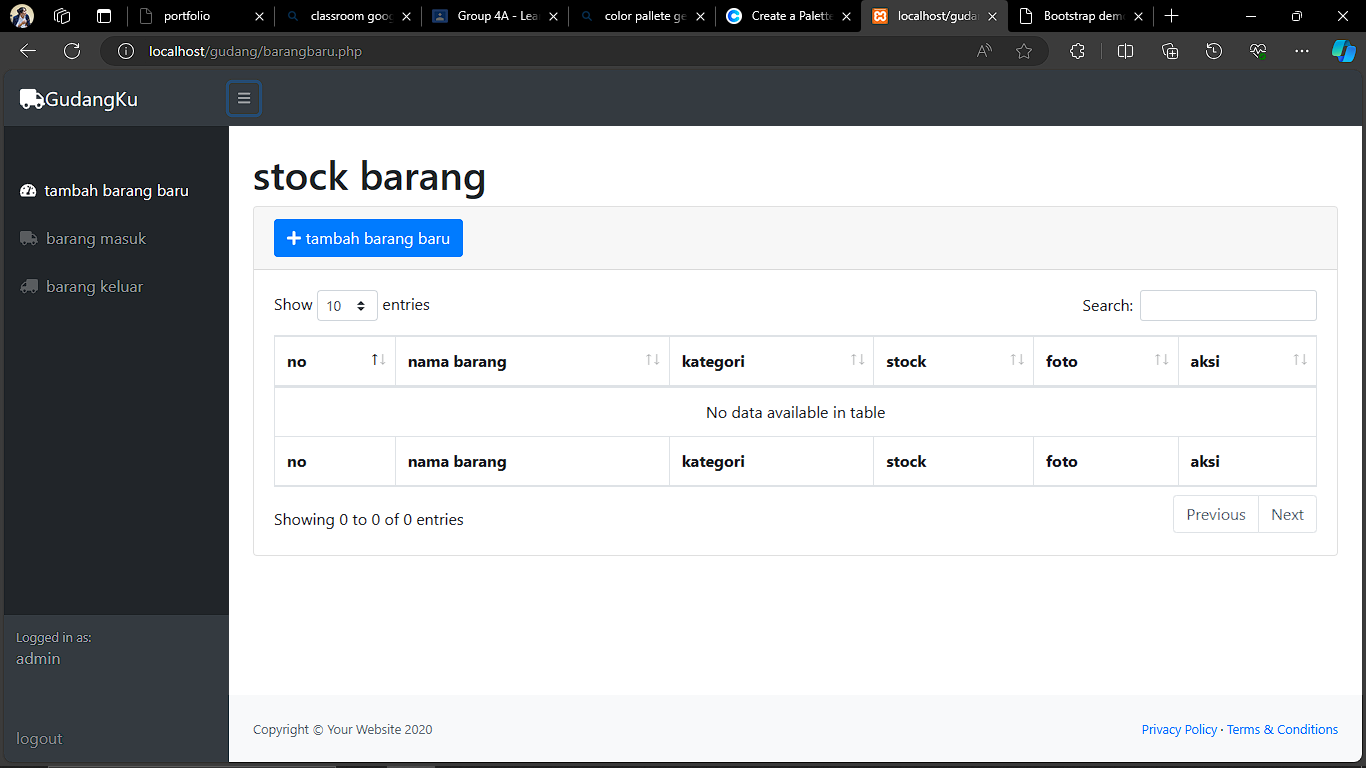 portfolio
classroom goog
Group 4A - Lea
color pallete ge
Create a Palette
localhost/guda
Bootstrap dem
localhost/gudang/barangbaru.php
GudangKu
tambah barang baru
barang masuk
barang keluar
Logged in as:
admin
logout
stock barang
tambah barang baru
Show 10 entries
Search:
no nama barang kategori stock foto aksi
No data available in table
no nama barang kategori stock foto aksi
Showing 0 to 0 of 0 entries
Previous Next
Copyright © Your Website 2020
Privacy Policy · Terms & Conditions